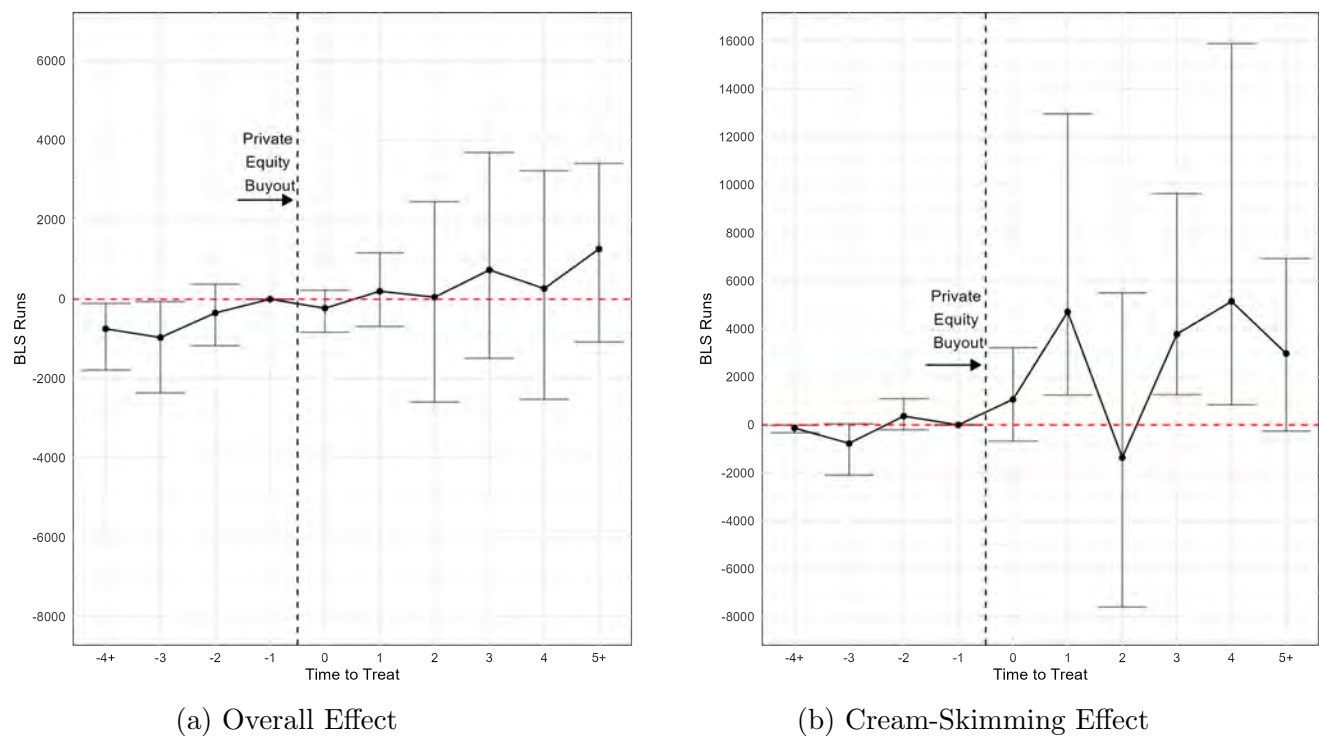 6000
4000
2000
0
-2000
-4000
-6000
-8000
BLS Runs
Private
Equity
Buyout
-4+ -3 -2 -1 0 1 2 3 4 5+
Time to Treat
(a) Overall Effect
16000
14000
12000
10000
8000
6000
4000
2000
0
-2000
-4000
-6000
-8000
BLS Runs
Private
Equity
Buyout
-4+ -3 -2 -1 0 1 2 3 4 5+
Time to Treat
(b) Cream-Skimming Effect